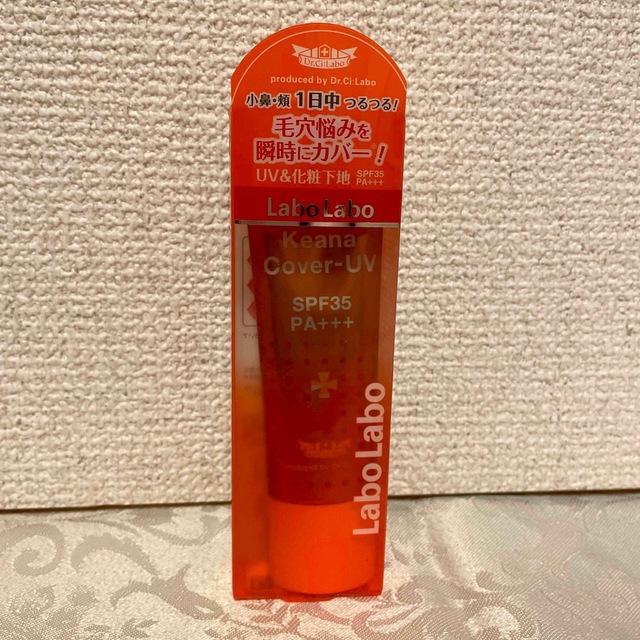 Dr.Ci:Labo
produced by Dr.Ci:Labo
小鼻・頬 1日中 つるつる!
毛穴悩みを
瞬時にカバー!
UV&化粧下地 SPF35 PA+++
Labo Labo
Keana
Cover-UV
SPF35
PA+++
LaboLabo